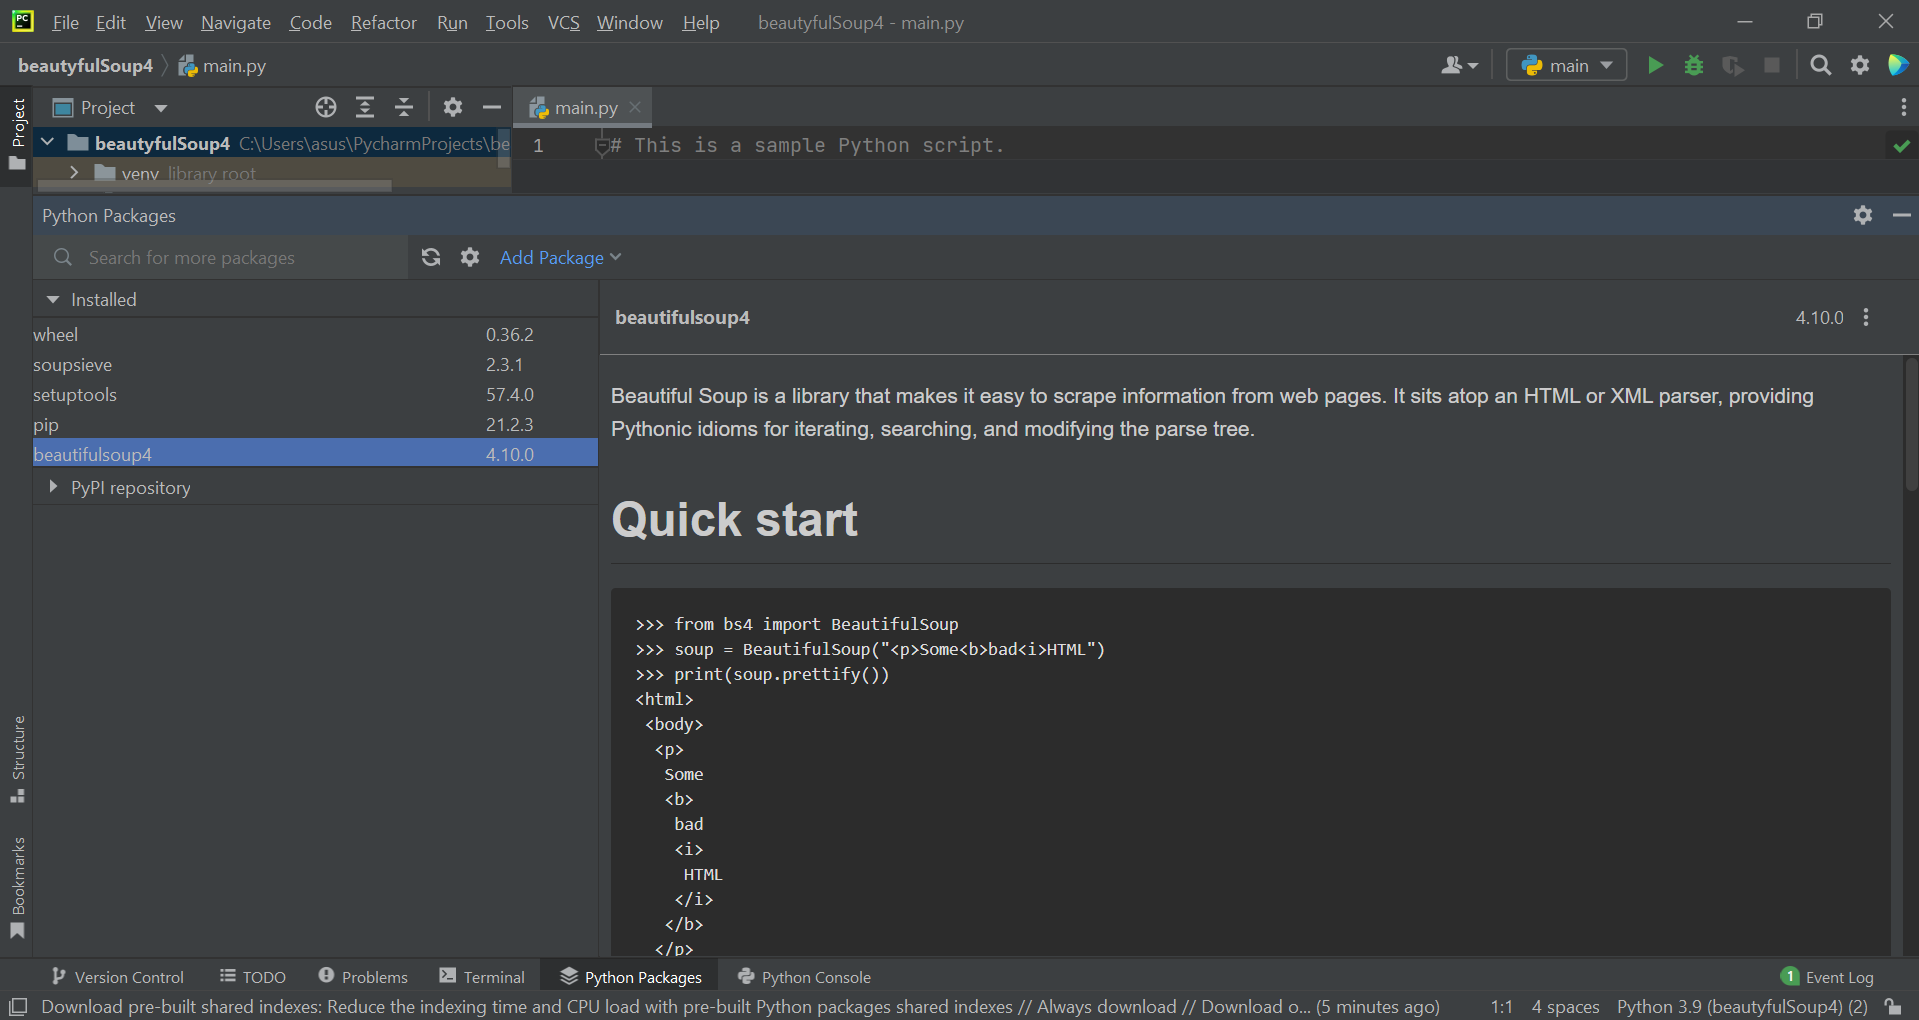 PC File Edit View Navigate Code Refactor Run Tools VCS Window Help beautyfulSoup4 - main.py
beautyfulSoup4 main.py main
Project
Project main.py
beautyfulSoup4 C:\Users\asus\PycharmProjects\be
1 # This is a sample Python script.
venv library root
Python Packages
Search for more packages Add Package
Installed
wheel 0.36.2
soupsieve 2.3.1
setuptools 57.4.0
pip 21.2.3
beautifulsoup4 4.10.0
PyPI repository
beautifulsoup4 4.10.0
Beautiful Soup is a library that makes it easy to scrape information from web pages. It sits atop an HTML or XML parser, providing
Pythonic idioms for iterating, searching, and modifying the parse tree.
Quick start
>>> from bs4 import BeautifulSoup
>>> soup = BeautifulSoup("<p>Some<b>bad<i>HTML")
>>> print(soup.prettify())
<html>
<body>
<p>
Some
<b>
bad
<i>
HTML
</i>
</b>
</p>
Structure
Bookmarks
Version Control TODO Problems Terminal Python Packages Python Console 1 Event Log
Download pre-built shared indexes: Reduce the indexing time and CPU load with pre-built Python packages shared indexes // Always download // Download o... (5 minutes ago) 1:1 4 spaces Python 3.9 (beautyfulSoup4) (2)